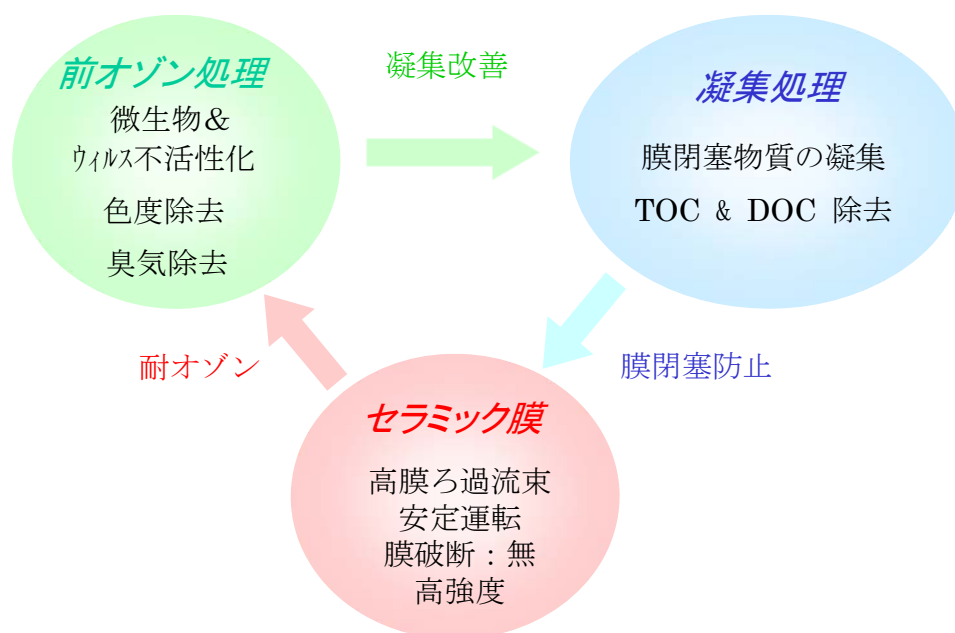 前オゾン処理
微生物＆
ｳｨﾙｽ不活性化
色度除去
臭気除去
凝集改善
凝集処理
膜閉塞物質の凝集
TOC & DOC 除去
耐オゾン
膜閉塞防止
セラミック膜
高膜ろ過流束
安定運転
膜破断：無
高強度